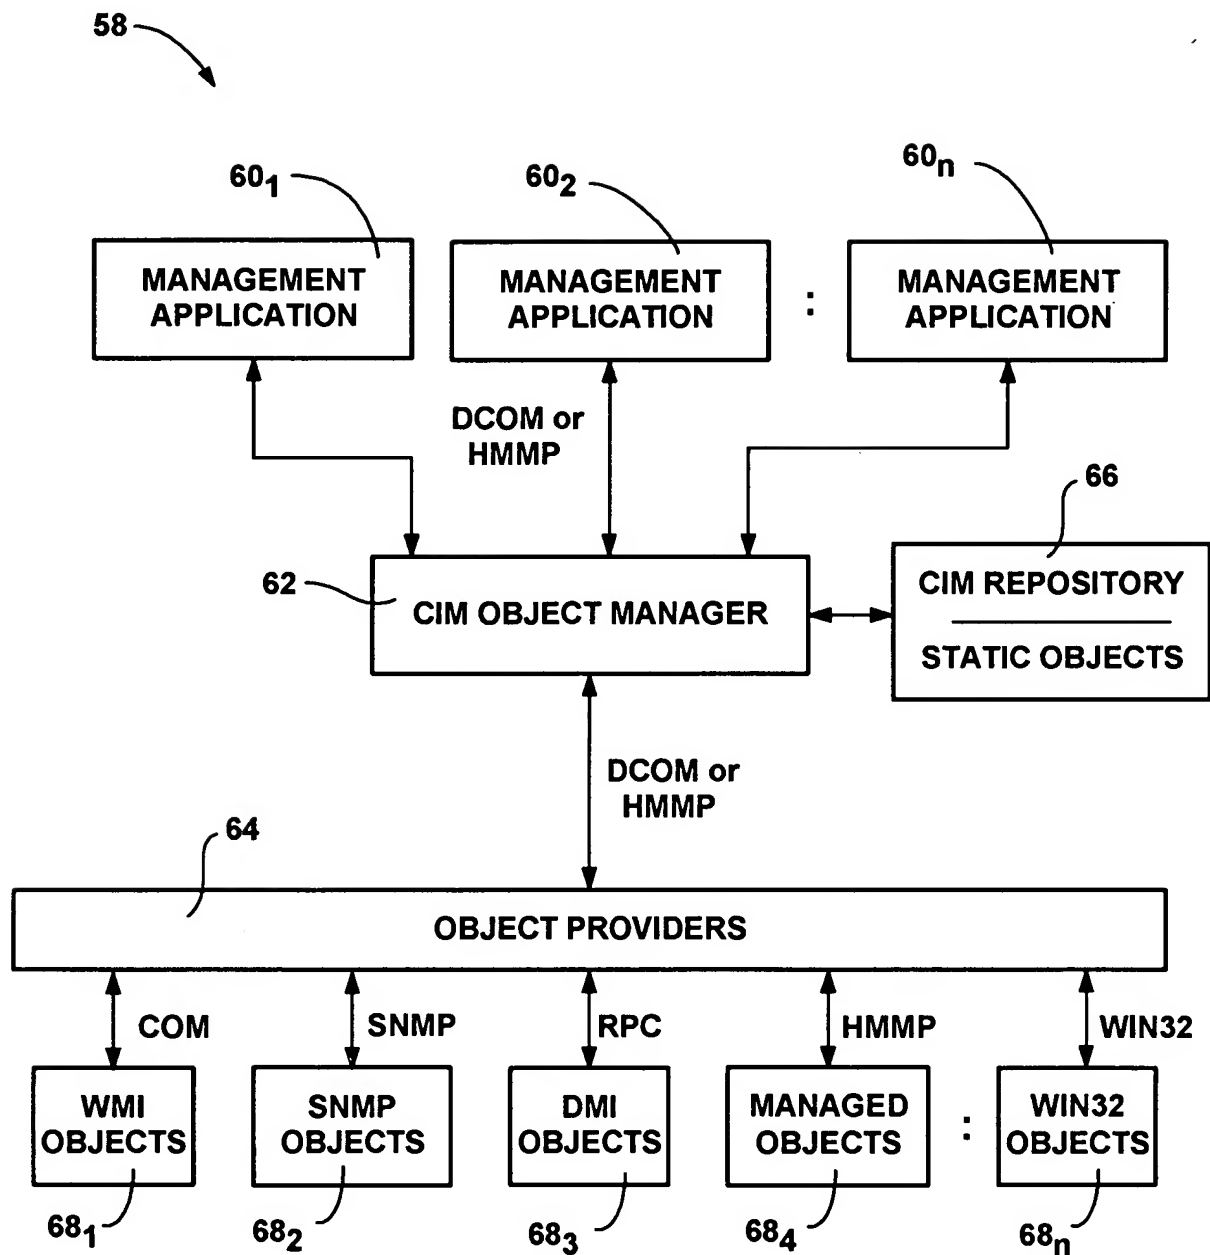 58
60₁
60₂
60ₙ
MANAGEMENT
APPLICATION
MANAGEMENT
APPLICATION
:
MANAGEMENT
APPLICATION
DCOM or
HMMP
66
62
CIM OBJECT MANAGER
CIM REPOSITORY
STATIC OBJECTS
DCOM or
HMMP
64
OBJECT PROVIDERS
COM
SNMP
RPC
HMMP
WIN32
WMI
OBJECTS
SNMP
OBJECTS
DMI
OBJECTS
MANAGED
OBJECTS
:
WIN32
OBJECTS
68₁
68₂
68₃
68₄
68ₙ